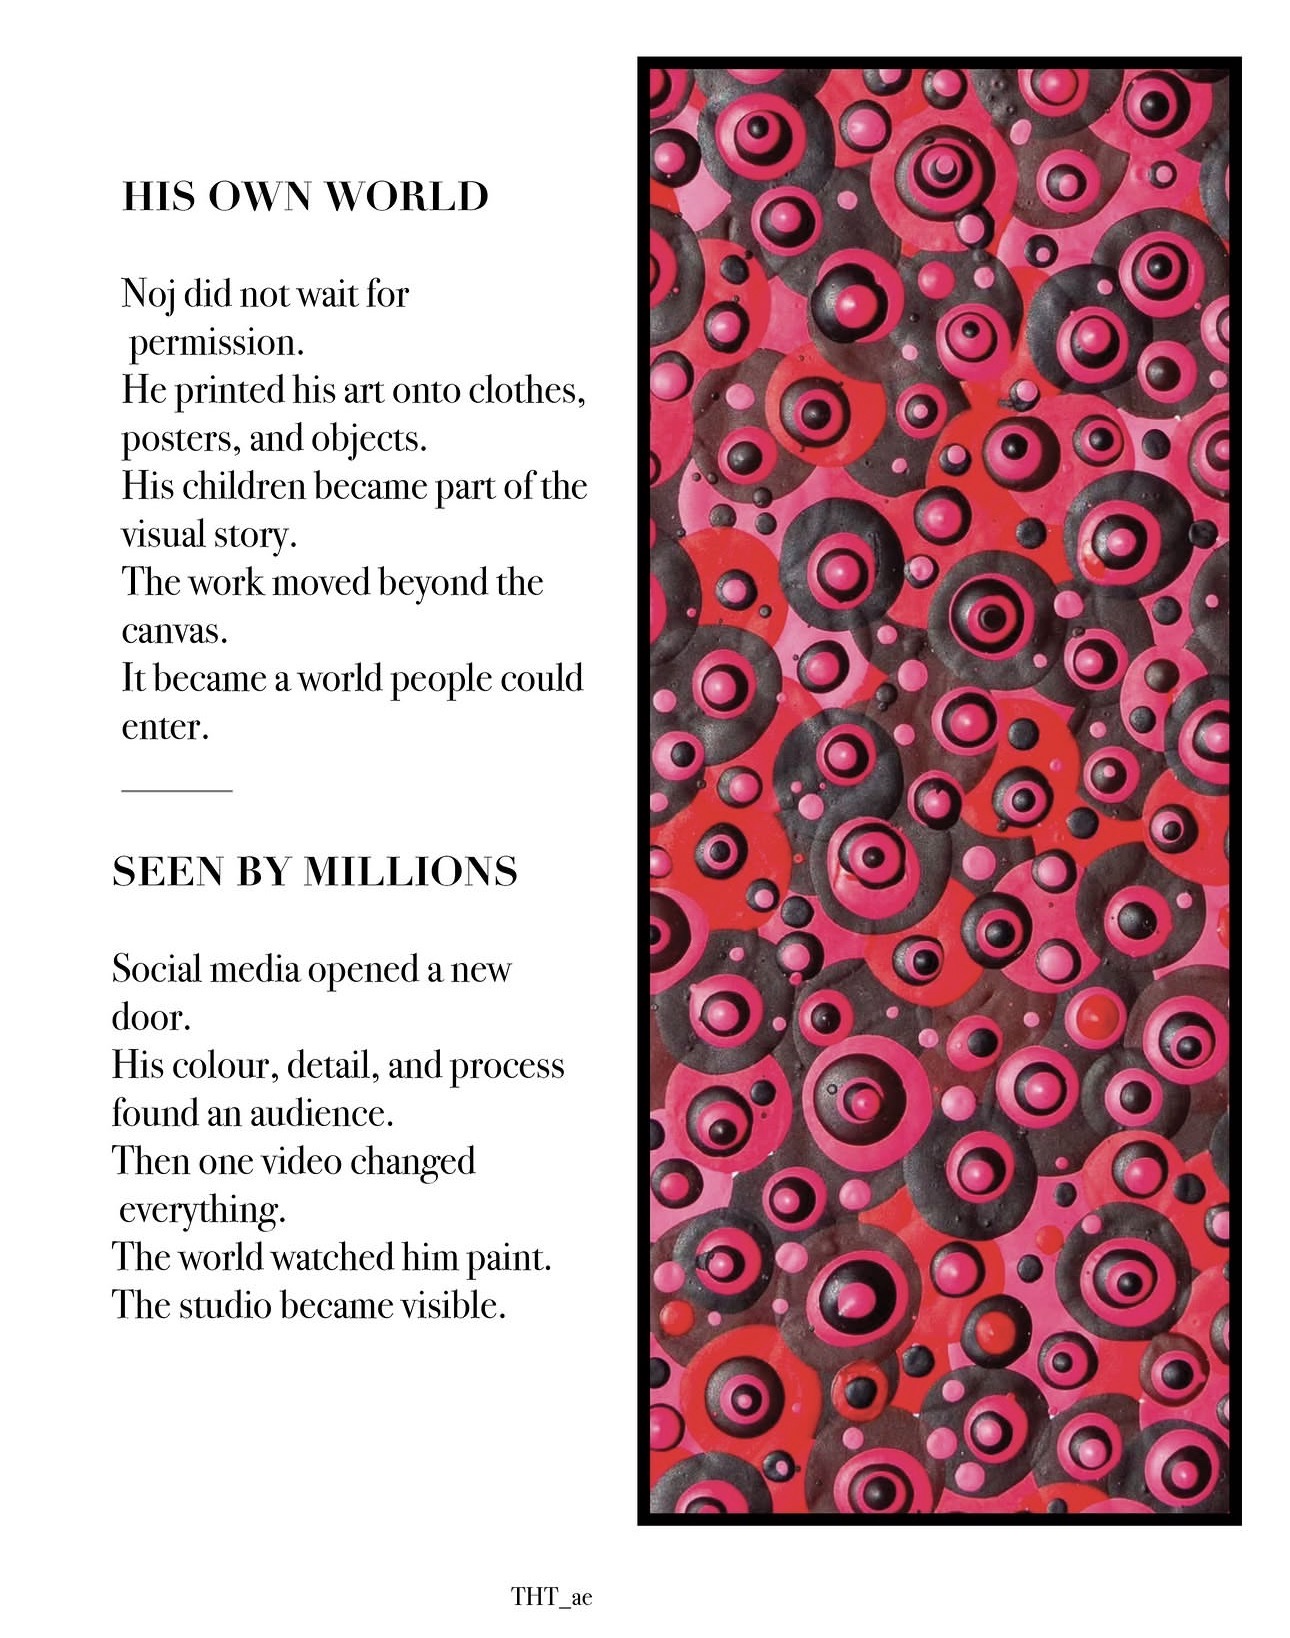 HIS OWN WORLD
Noj did not wait for
permission.
He printed his art onto clothes,
posters, and objects.
His children became part of the
visual story.
The work moved beyond the
canvas.
It became a world people could
enter.
SEEN BY MILLIONS
Social media opened a new
door.
His colour, detail, and process
found an audience.
Then one video changed
everything.
The world watched him paint.
The studio became visible.
THT_ae